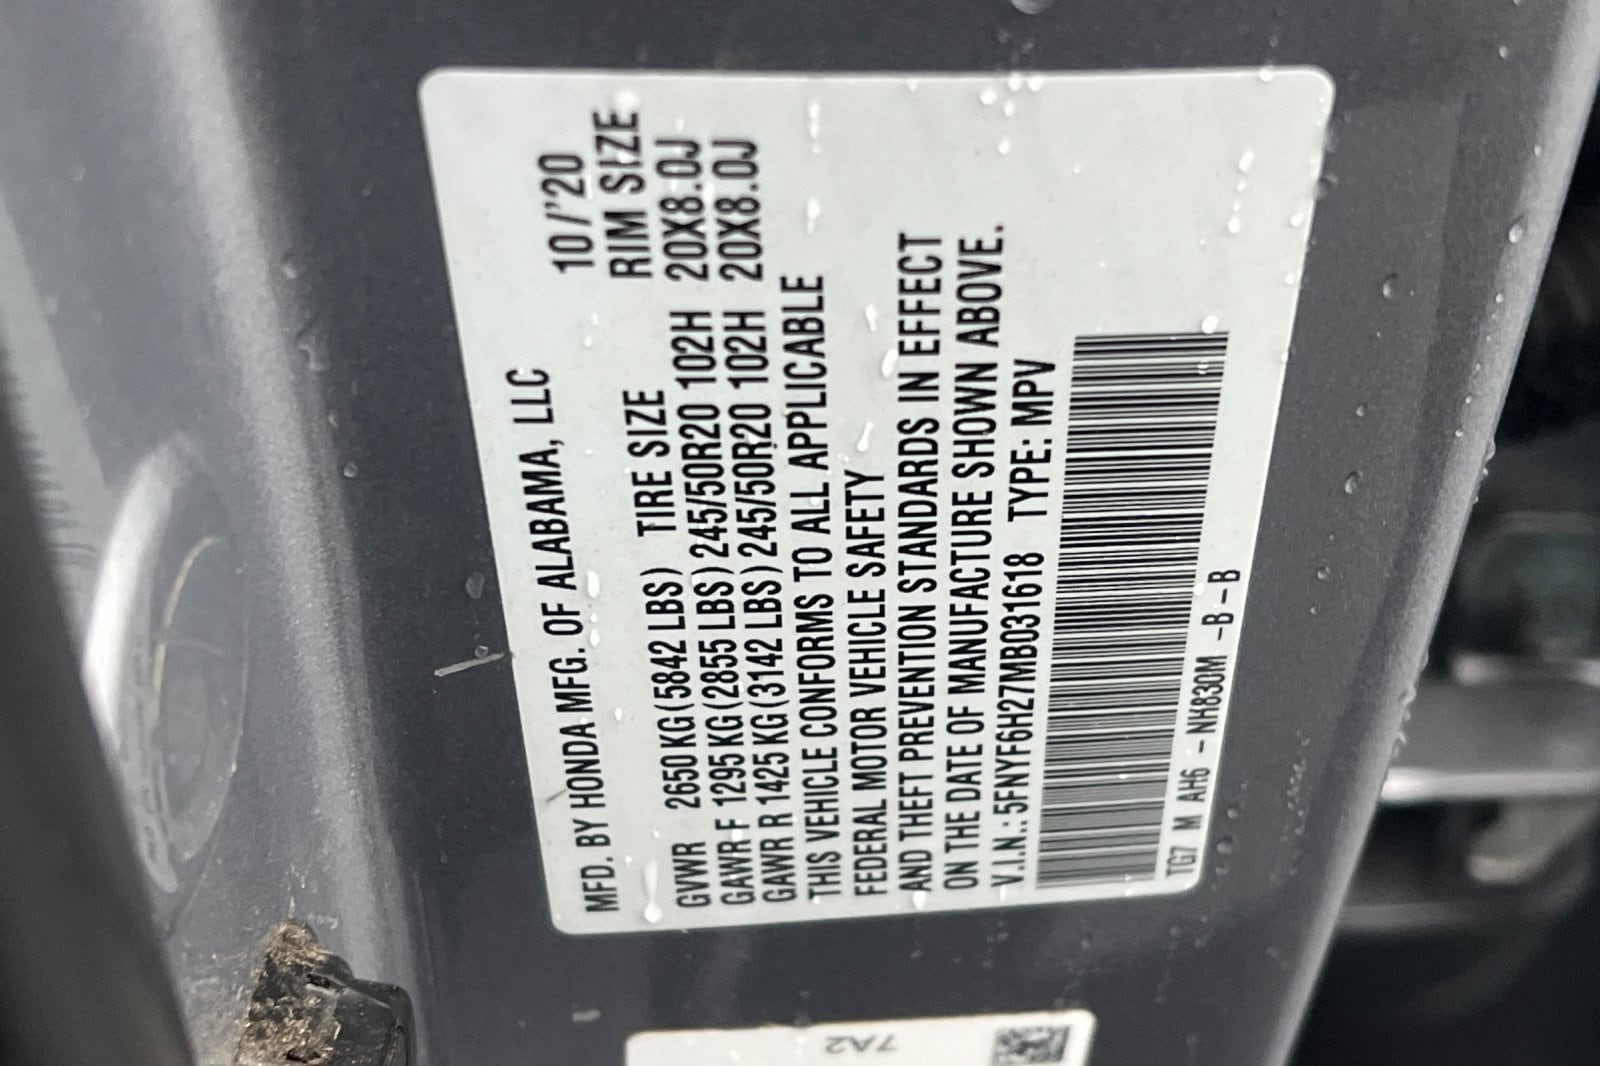 MFD. BY HONDA MFG. OF ALABAMA, LLC 10/'20
TIRE SIZE RIM SIZE
GVWR 2650 KG (5842 LBS)
GAWR F 1295 KG (2855 LBS) 245/50R20 102H 20X8.0J
GAWR R 1425 KG (3142 LBS) 245/50R20 102H 20X8.0J
THIS VEHICLE CONFORMS TO ALL APPLICABLE
FEDERAL MOTOR VEHICLE SAFETY
AND THEFT PREVENTION STANDARDS IN EFFECT
ON THE DATE OF MANUFACTURE SHOWN ABOVE.
V.I.N.: 5FNYF6H27MB031618 TYPE: MPV
TG7 M AH6 - NH830M -B-B
7A2